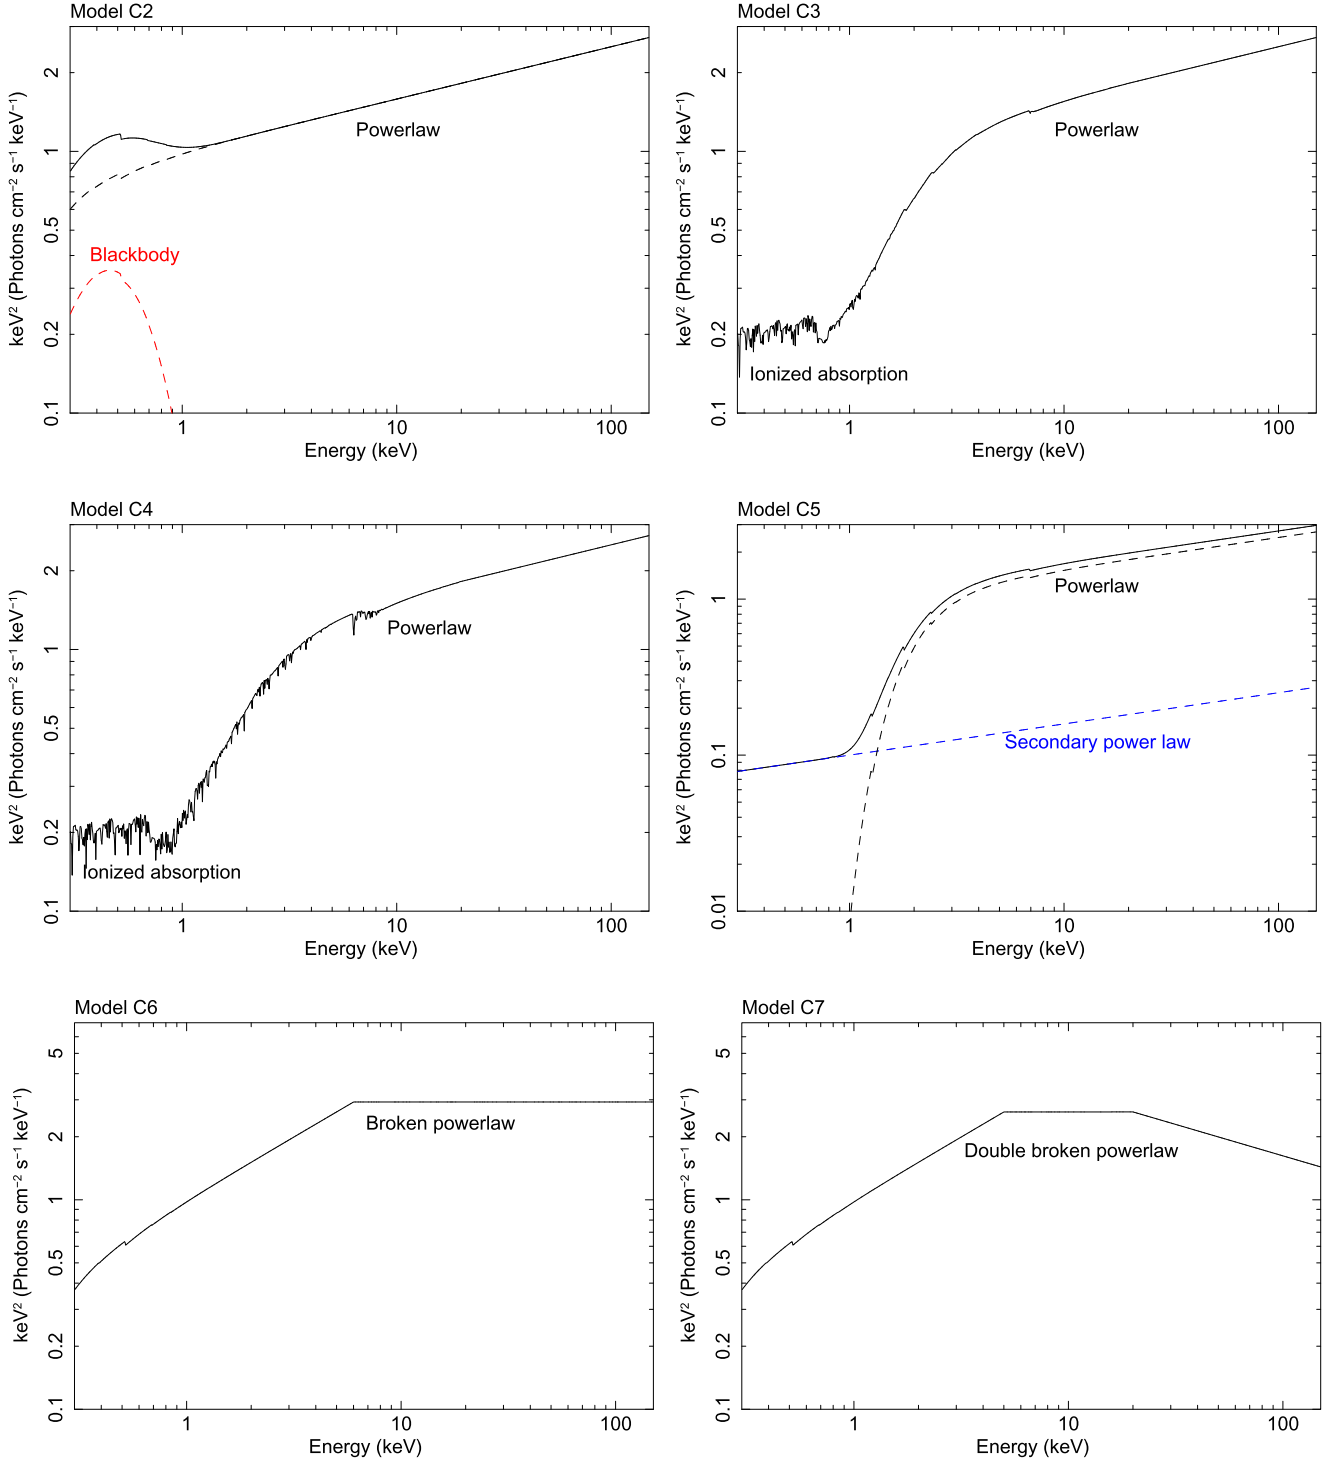 Model C2
keV² (Photons cm⁻² s⁻¹ keV⁻¹)
2
1
0.5
0.2
0.1
Powerlaw
Blackbody
1 10 100
Energy (keV)
Model C3
keV² (Photons cm⁻² s⁻¹ keV⁻¹)
2
1
0.5
0.2
0.1
Powerlaw
Ionized absorption
1 10 100
Energy (keV)
Model C4
keV² (Photons cm⁻² s⁻¹ keV⁻¹)
2
1
0.5
0.2
0.1
Powerlaw
Ionized absorption
1 10 100
Energy (keV)
Model C5
keV² (Photons cm⁻² s⁻¹ keV⁻¹)
1
0.1
0.01
Powerlaw
Secondary power law
1 10 100
Energy (keV)
Model C6
keV² (Photons cm⁻² s⁻¹ keV⁻¹)
5
2
1
0.5
0.2
0.1
Broken powerlaw
1 10 100
Energy (keV)
Model C7
keV² (Photons cm⁻² s⁻¹ keV⁻¹)
5
2
1
0.5
0.2
0.1
Double broken powerlaw
1 10 100
Energy (keV)